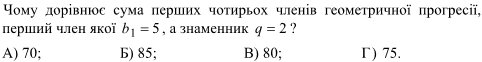 Чому дорівнює сума перших чотирьох членів геометричної прогресії,
перший член якої b₁ = 5, а знаменник q = 2 ?
А) 70; Б) 85; В) 80; Г) 75.